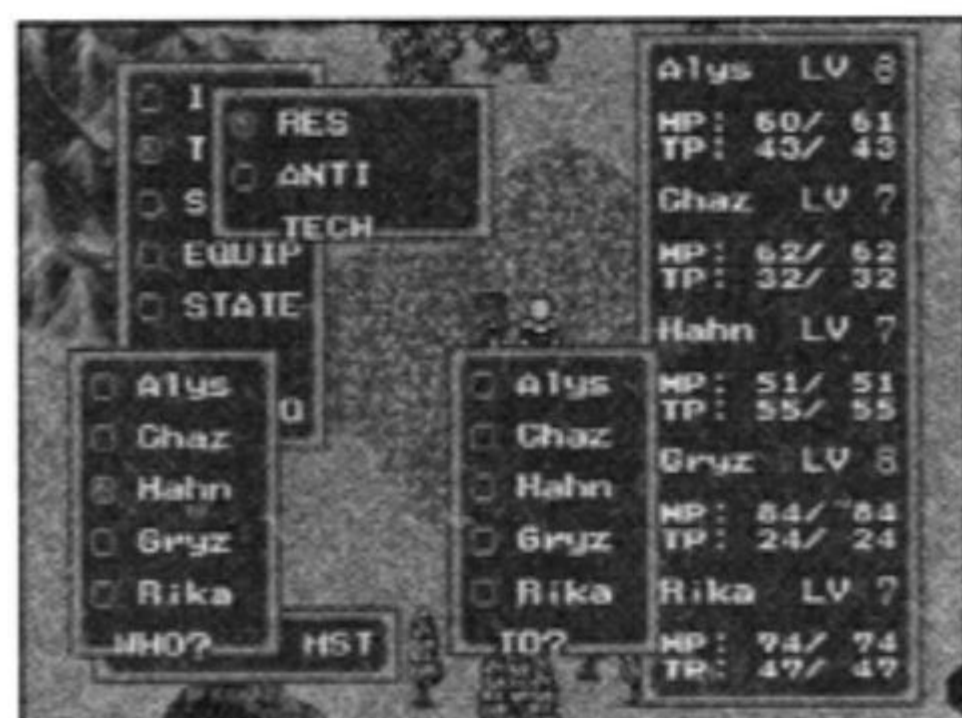 I
T
S
EQUIP
STATE
O
RES
ANTI
TECH
Alys
Chaz
Hahn
Gryz
Rika
WHO?
MST
Alys
Chaz
Hahn
Gryz
Rika
TO?
Alys LV 8
HP: 60/ 61
TP: 43/ 43
Chaz LV 7
HP: 62/ 62
TP: 32/ 32
Hahn LV 7
HP: 51/ 51
TP: 55/ 55
Gryz LV 8
HP: 84/ 84
TP: 24/ 24
Rika LV 7
HP: 74/ 74
TP: 47/ 47